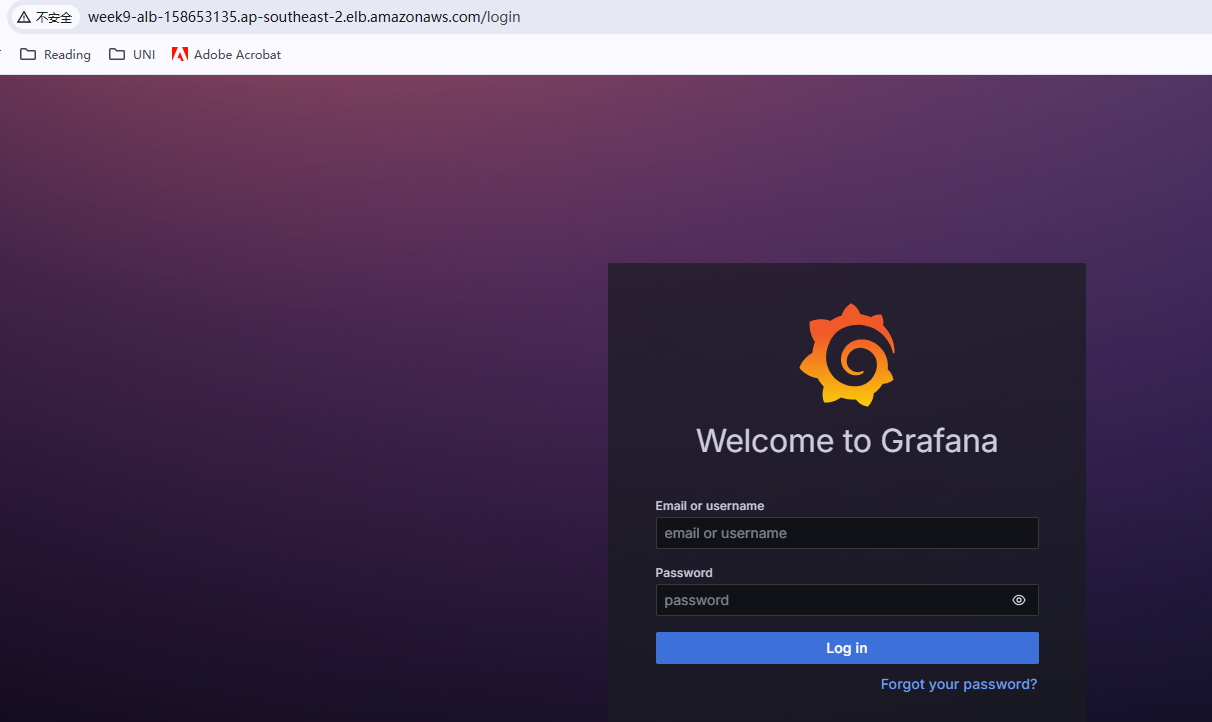 不安全 week9-alb-158653135.ap-southeast-2.elb.amazonaws.com/login
Reading UNI Adobe Acrobat
Welcome to Grafana
Email or username
email or username
Password
password
Log in
Forgot your password?